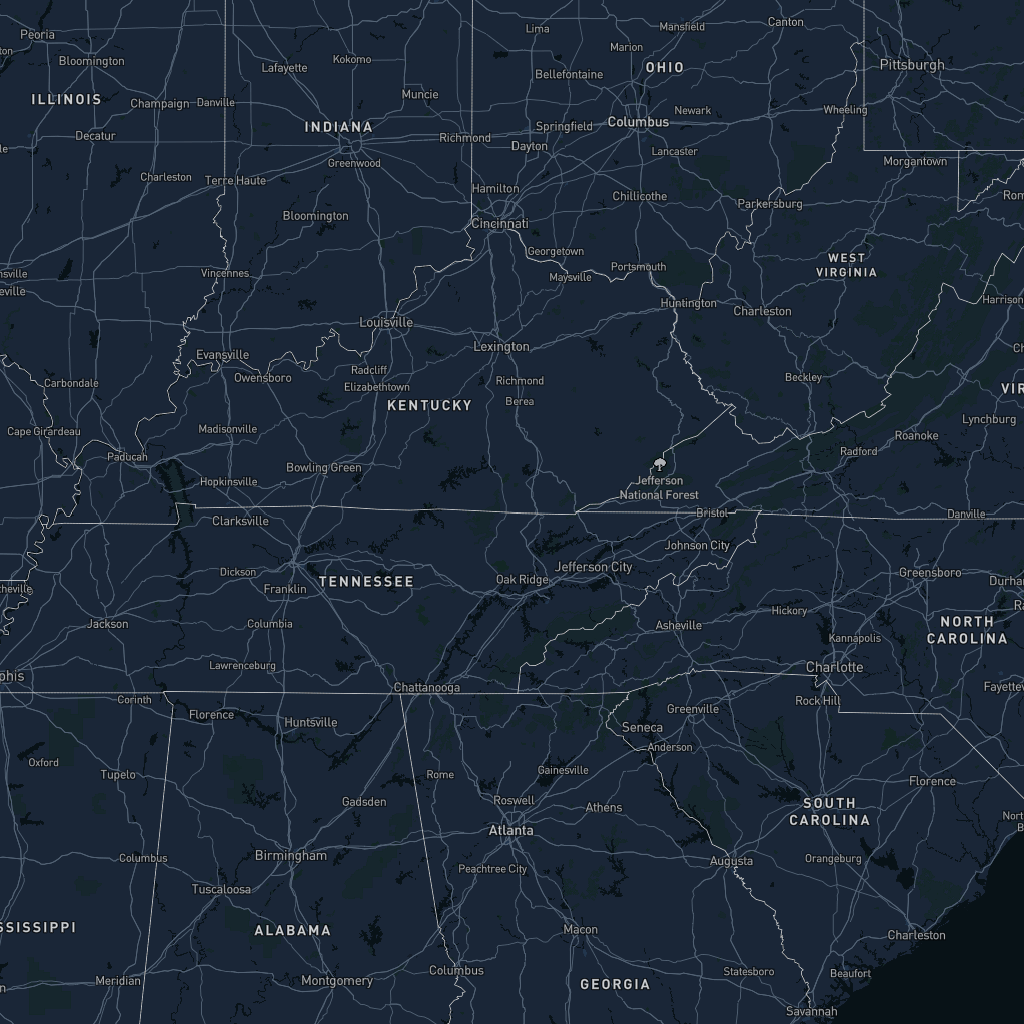 Peoria
Lima
Mansfield
Canton
Marion
Bloomington
Lafayette
Kokomo
Bellefontaine
OHIO
Pittsburgh
ILLINOIS
Champaign
Danville
Muncie
Newark
Wheeling
Decatur
INDIANA
Richmond
Springfield
Columbus
Dayton
Lancaster
Greenwood
Morgantown
Charleston
Terre Haute
Hamilton
Chillicothe
Parkersburg
Bloomington
Cincinnati
Georgetown
WEST
VIRGINIA
Vincennes
Maysville
Portsmouth
Huntington
Charleston
Harrison
Louisville
Lexington
Evansville
Owensboro
Radcliff
Elizabethtown
Richmond
Beckley
Carbondale
KENTUCKY
Berea
VIR
Cape Girardeau
Madisonville
Lynchburg
Roanoke
Paducah
Radford
Bowling Green
Hopkinsville
Jefferson
National Forest
Clarksville
Bristol
Danville
Johnson City
Dickson
Franklin
TENNESSEE
Oak Ridge
Jefferson City
Greensboro
Durha
theville
Jackson
Columbia
Hickory
Asheville
Kannapolis
NORTH
CAROLINA
Lawrenceburg
Charlotte
phis
Corinth
Chattanooga
Rock Hill
Fayettev
Florence
Huntsville
Greenville
Seneca
Anderson
Oxford
Tupelo
Rome
Gainesville
Florence
Gadsden
Roswell
Athens
SOUTH
CAROLINA
Atlanta
Columbus
Birmingham
Peachtree City
Augusta
Orangeburg
Tuscaloosa
SSISSIPPI
ALABAMA
Macon
Charleston
Meridian
Montgomery
Columbus
GEORGIA
Statesboro
Beaufort
Savannah